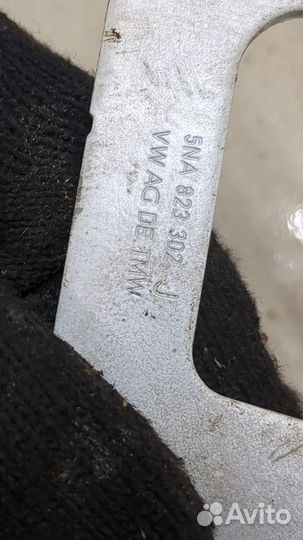 5NA 823 302 J
VW AG DE TMW
Avito